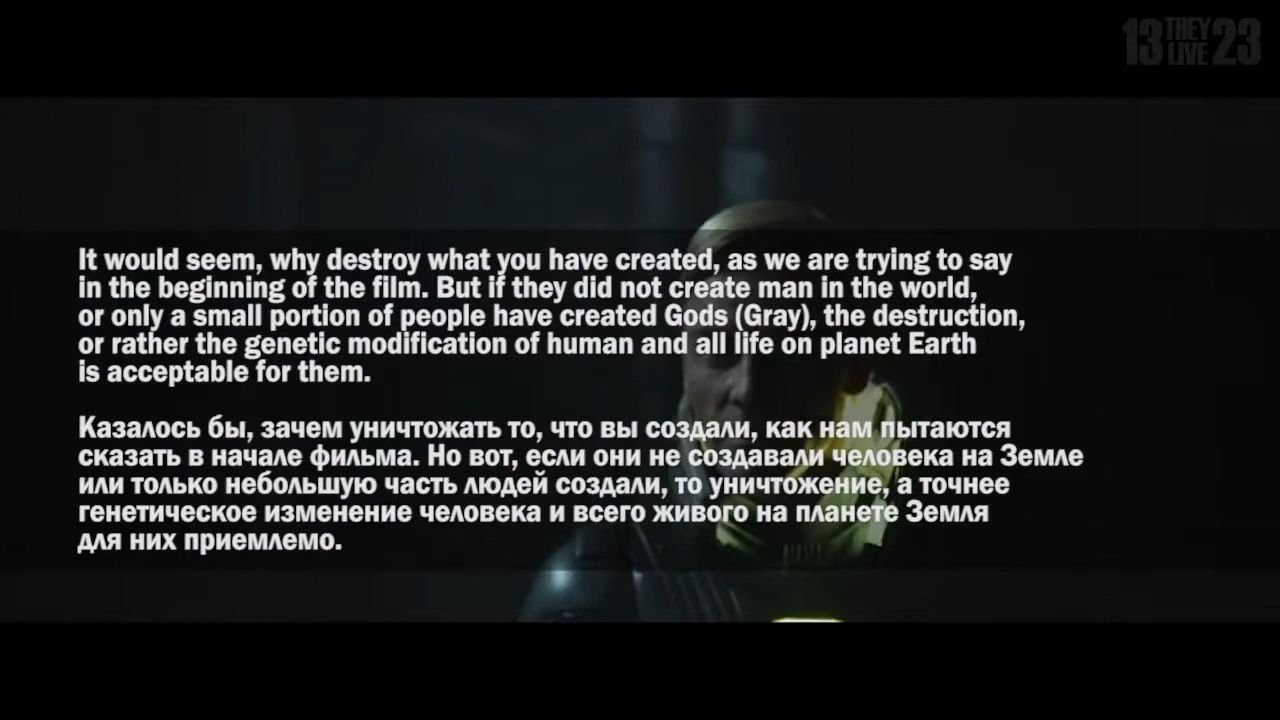 13 THEY LIVE 23
It would seem, why destroy what you have created, as we are trying to say
in the beginning of the film. But if they did not create man in the world,
or only a small portion of people have created Gods (Gray), the destruction,
or rather the genetic modification of human and all life on planet Earth
is acceptable for them.
Казалось бы, зачем уничтожать то, что вы создали, как нам пытаются
сказать в начале фильма. Но вот, если они не создавали человека на Земле
или только небольшую часть людей создали, то уничтожение, а точнее
генетическое изменение человека и всего живого на планете Земля
для них приемлемо.